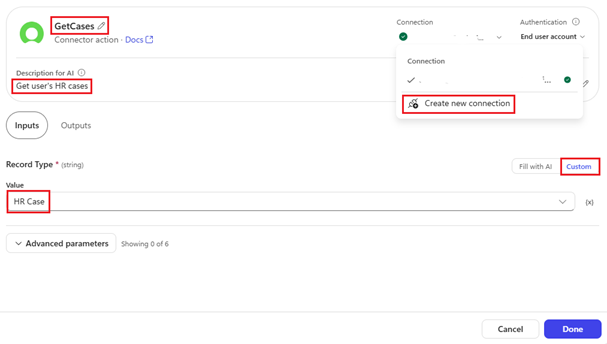 GetCases
Connector action · Docs
Connection
Authentication
End user account
Description for AI
Get user's HR cases
Connection
Create new connection
Inputs
Outputs
Record Type * (string)
Fill with AI
Custom
Value
HR Case
(x)
Advanced parameters
Showing 0 of 6
Cancel
Done